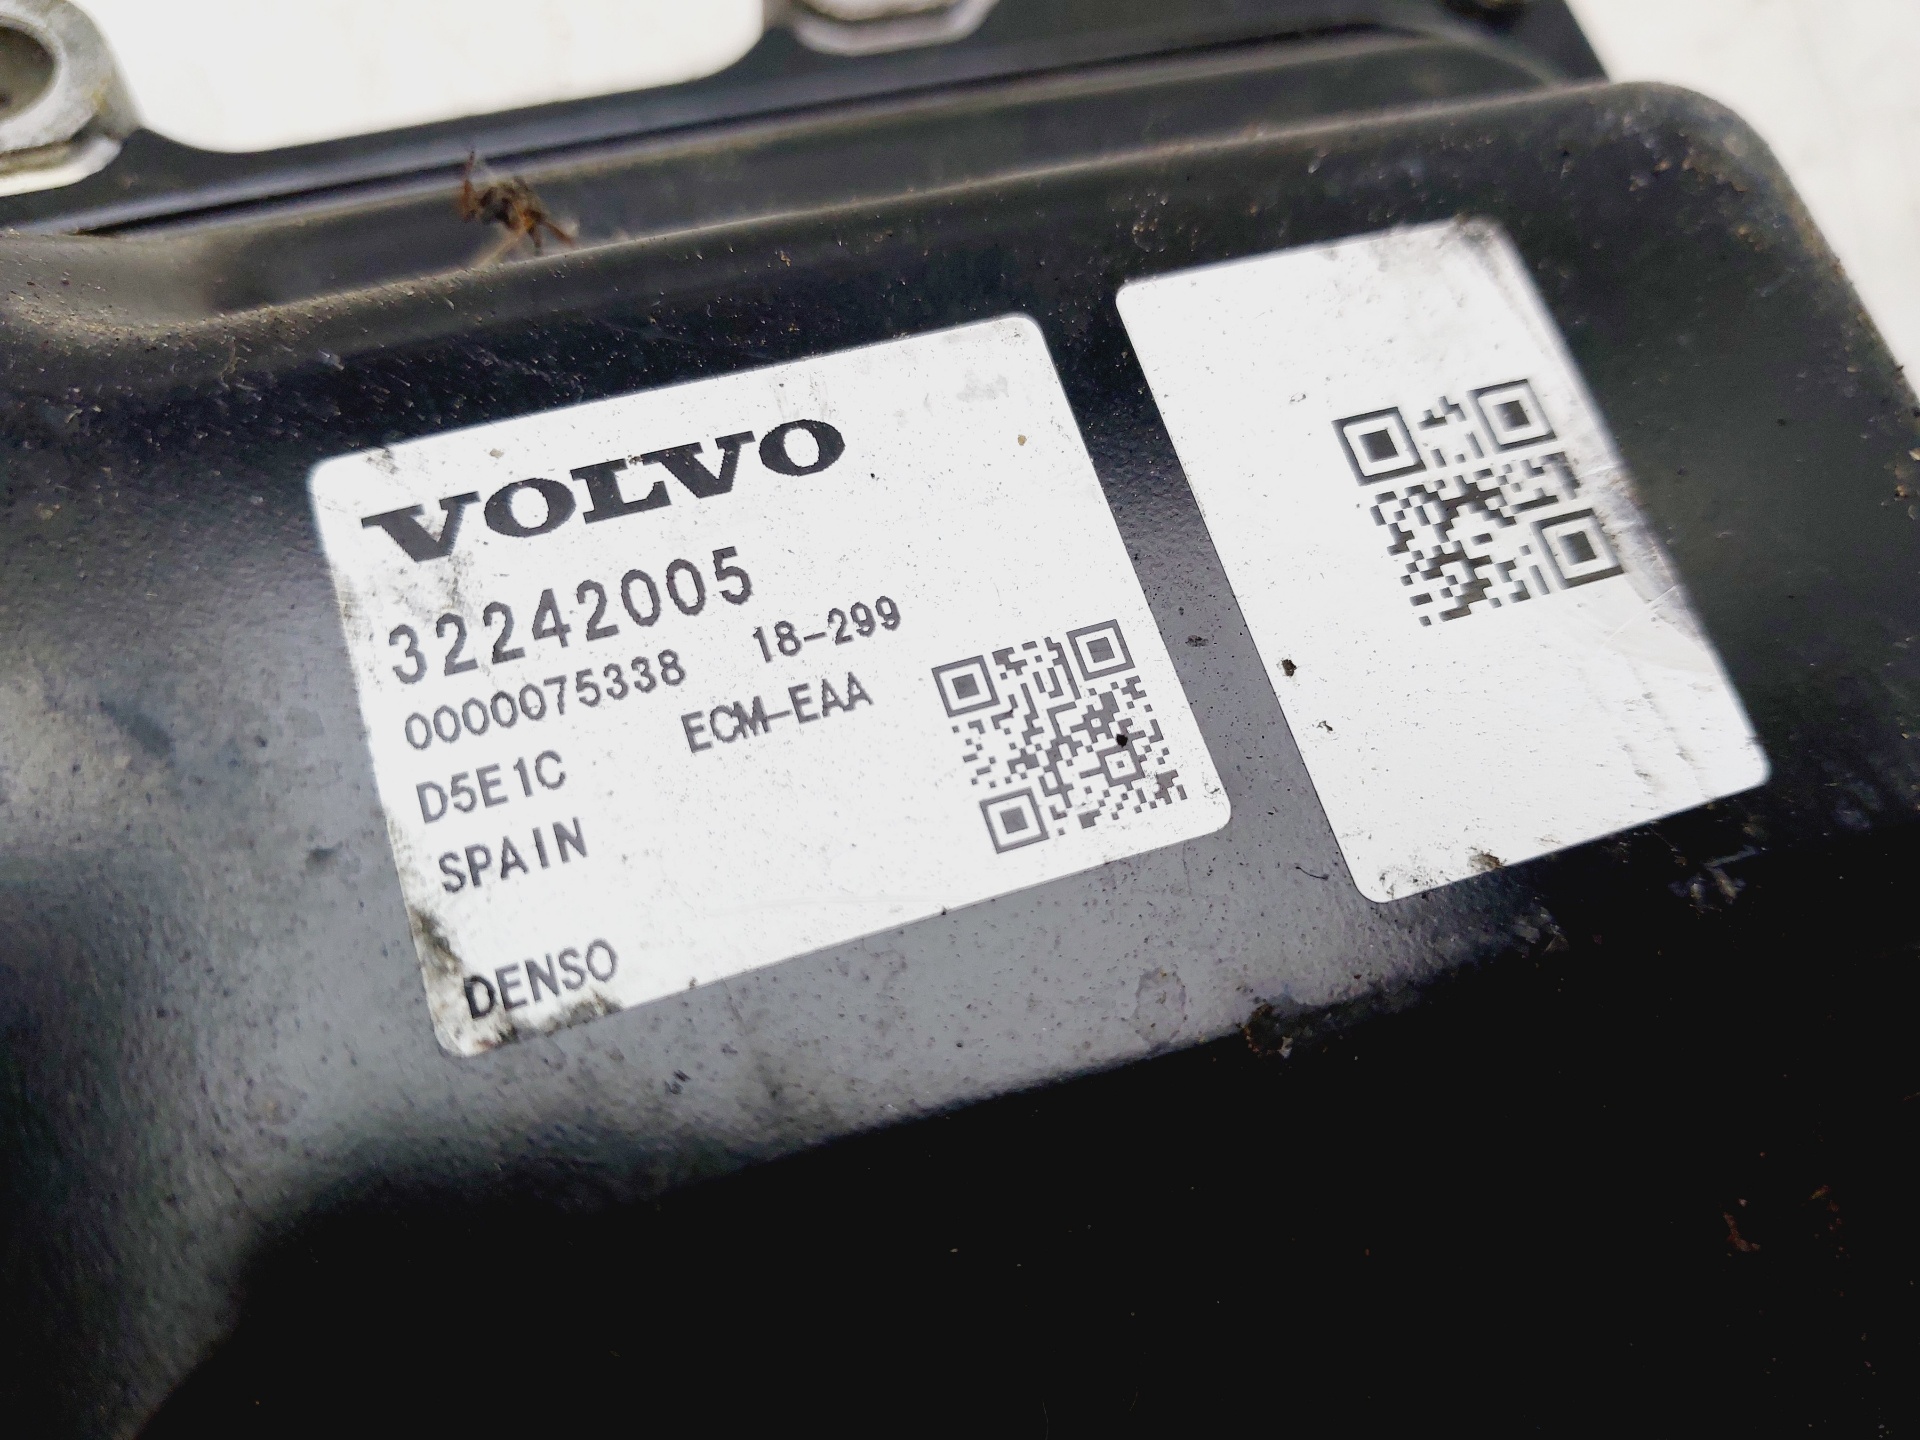 VOLVO
32242005
0000075338 18-299
D5E1C ECM-EAA
SPAIN
DENSO